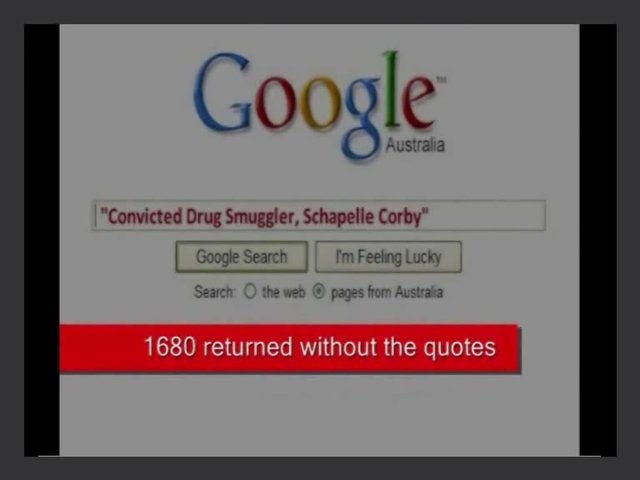 Google™
Australia
"Convicted Drug Smuggler, Schapelle Corby"
Google Search I'm Feeling Lucky
Search: the web pages from Australia
1680 returned without the quotes